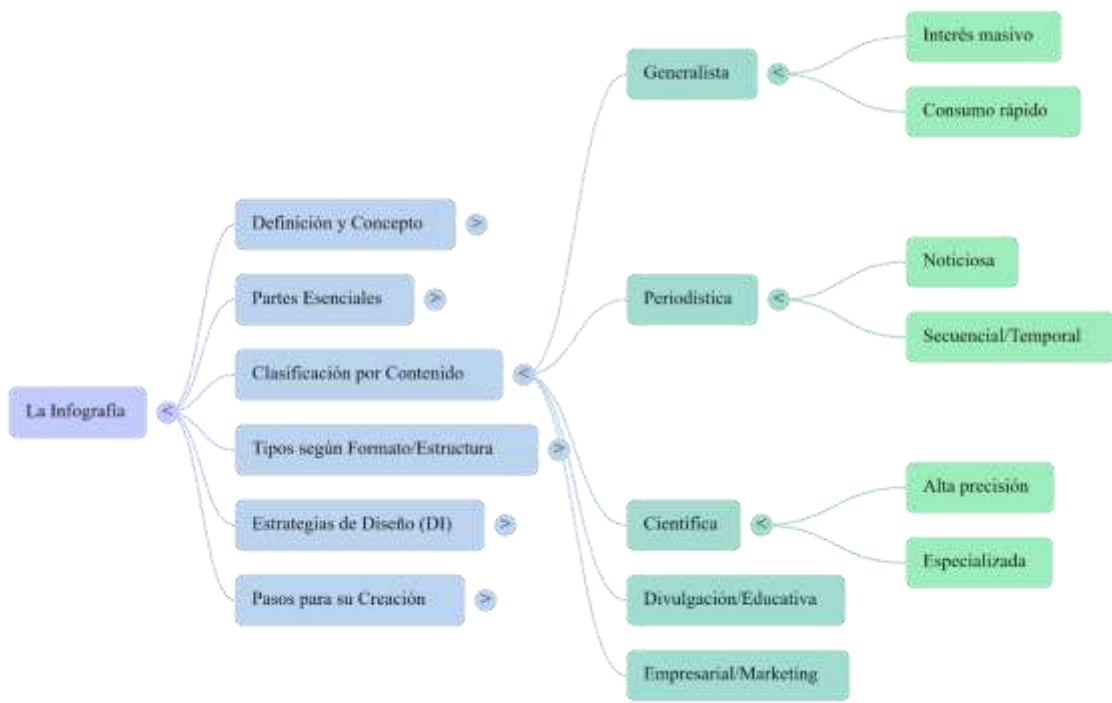 La Infografía
Definición y Concepto
>
Partes Esenciales
>
Clasificación por Contenido
<
Tipos según Formato/Estructura
>
Estrategias de Diseño (DI)
>
Pasos para su Creación
>
<
Generalista
<
Interés masivo
Consumo rápido
Periodística
<
Noticiosa
Secuencial/Temporal
Científica
<
Alta precisión
Especializada
Divulgación/Educativa
Empresarial/Marketing